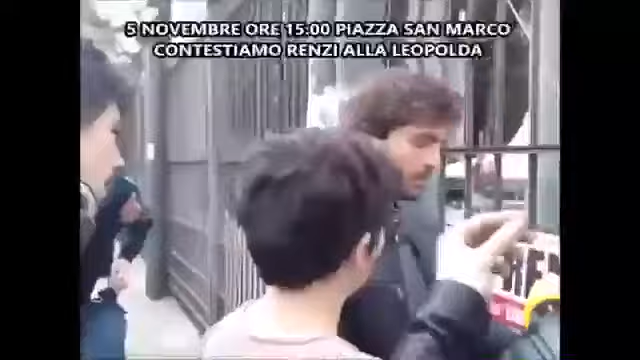 5 NOVEMBRE ORE 15:00 PIAZZA SAN MARCO
CONTESTIAMO RENZI ALLA LEOPOLDA